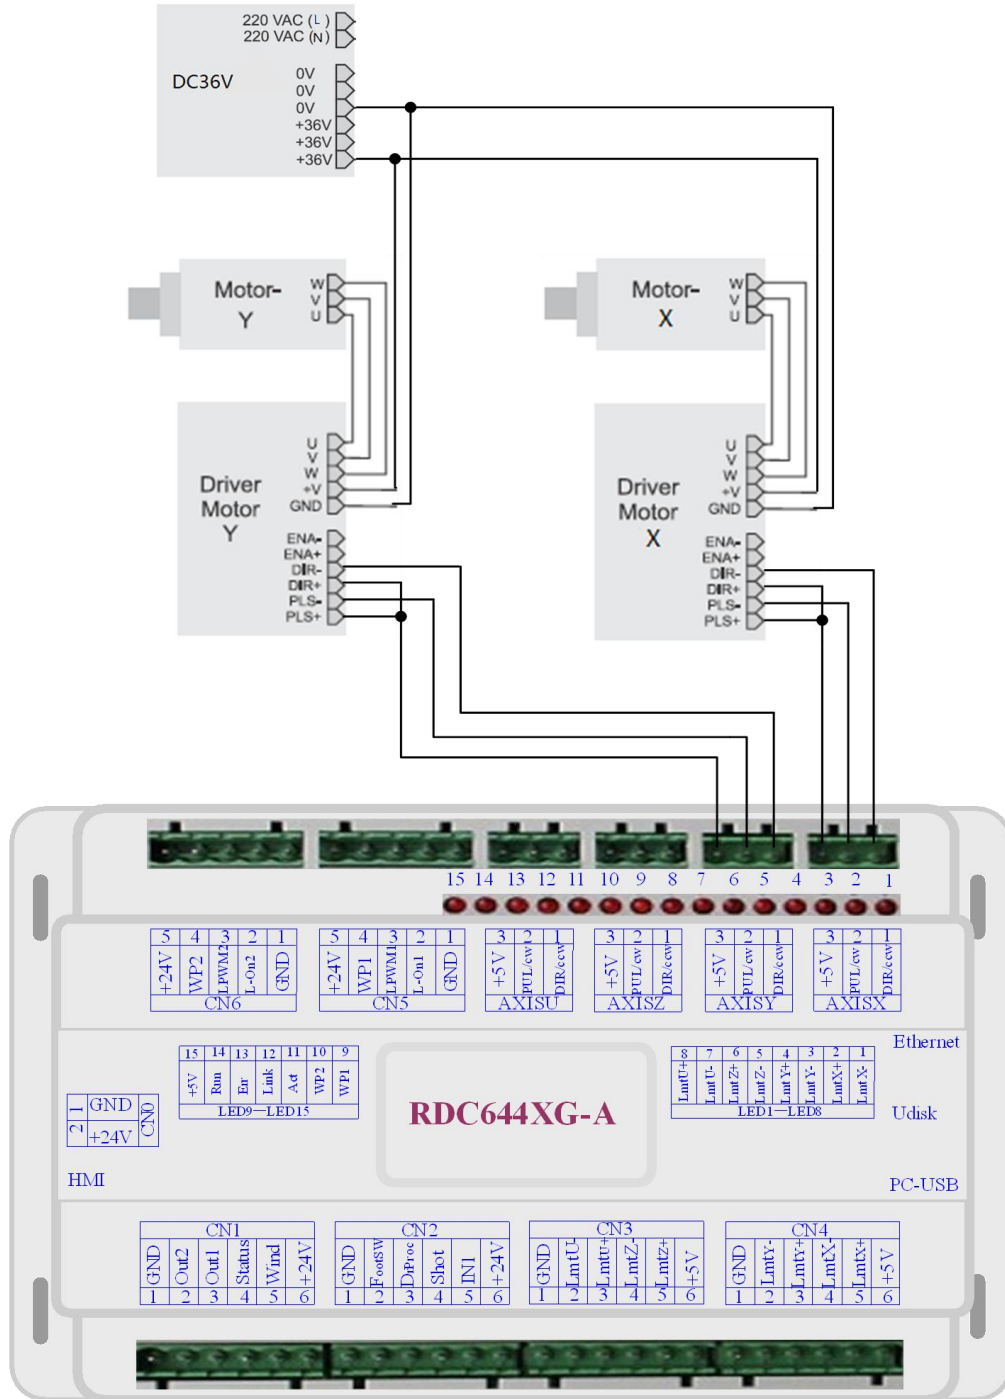 220 VAC (L)
220 VAC (N)
DC36V
0V
0V
0V
+36V
+36V
+36V
Motor-
Y
W
V
U
Motor-
X
W
V
U
Driver
Motor
Y
U
V
W
+V
GND
ENA-
ENA+
DIR-
DIR+
PLS-
PLS+
Driver
Motor
X
U
V
W
+V
GND
ENA-
ENA+
DIR-
DIR+
PLS-
PLS+
15 14 13 12 11 10 9 8 7 6 5 4 3 2 1
5 4 3 2 1
+24V WP2 LPWM2 L-On2 GND
CN6
5 4 3 2 1
+24V WP1 LPWM1 L-On1 GND
CN5
3 2 1
+5V PUL/cw DIR/ccw
AXISU
3 2 1
+5V PUL/cw DIR/ccw
AXISZ
3 2 1
+5V PUL/cw DIR/ccw
AXISY
3 2 1
+5V PUL/cw DIR/ccw
AXISX
Ethernet
15 14 13 12 11 10 9
+5V Run Err Link Act WP2 WP1
LED9—LED15
8 7 6 5 4 3 2 1
LmtU+ LmtU- LmtZ+ LmtZ- LmtY+ LmtY- LmtX+ LmtX-
LED1—LED8
1 GND
2 +24V
CN0
RDC644XG-A
Udisk
HMI
PC-USB
CN1
GND Out2 Out1 Status Wind +24V
1 2 3 4 5 6
CN2
GND FootSW DrProc Shot IN1 +24V
1 2 3 4 5 6
CN3
GND LmtU- LmtU+ LmtZ- LmtZ+ +5V
1 2 3 4 5 6
CN4
GND LmtY- LmtY+ LmtX- LmtX+ +5V
1 2 3 4 5 6